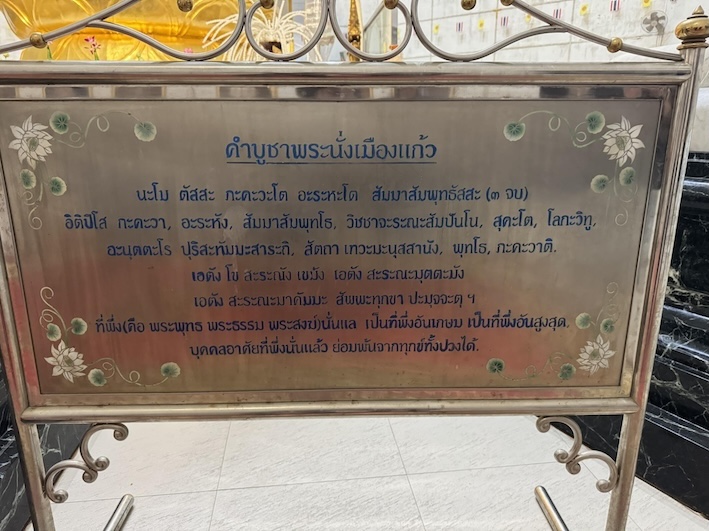 คำบูชาพระนั่งเมืองแก้ว
นะโม ตัสสะ ภะคะวะโต อะระหะโต สัมมาสัมพุทธัสสะ (๓ จบ)
อิติปิโส ภะคะวา, อะระหัง, สัมมาสัมพุทโธ, วิชชาจะระณะสัมปันโน, สุคะโต, โลกะวิทู,
อะนุตตะโร ปุริสะทัมมะสาระถิ, สัตถา เทวะมะนุสสานัง, พุทโธ, ภะคะวาติ.
เอตัง โข สะระณัง เขมัง เอตัง สะระณะมุตตะมัง
เอตัง สะระณะมาคัมมะ สัพพะทุกขา ปะมุจจะตุ ฯ
ที่พึ่ง(คือ พระพุทธ พระธรรม พระสงฆ์)นั่นแล เป็นที่พึ่งอันเกษม เป็นที่พึ่งอันสูงสุด,
บุคคลอาศัยที่พึ่งนั่นแล้ว ย่อมพ้นจากทุกข์ทั้งปวงได้.